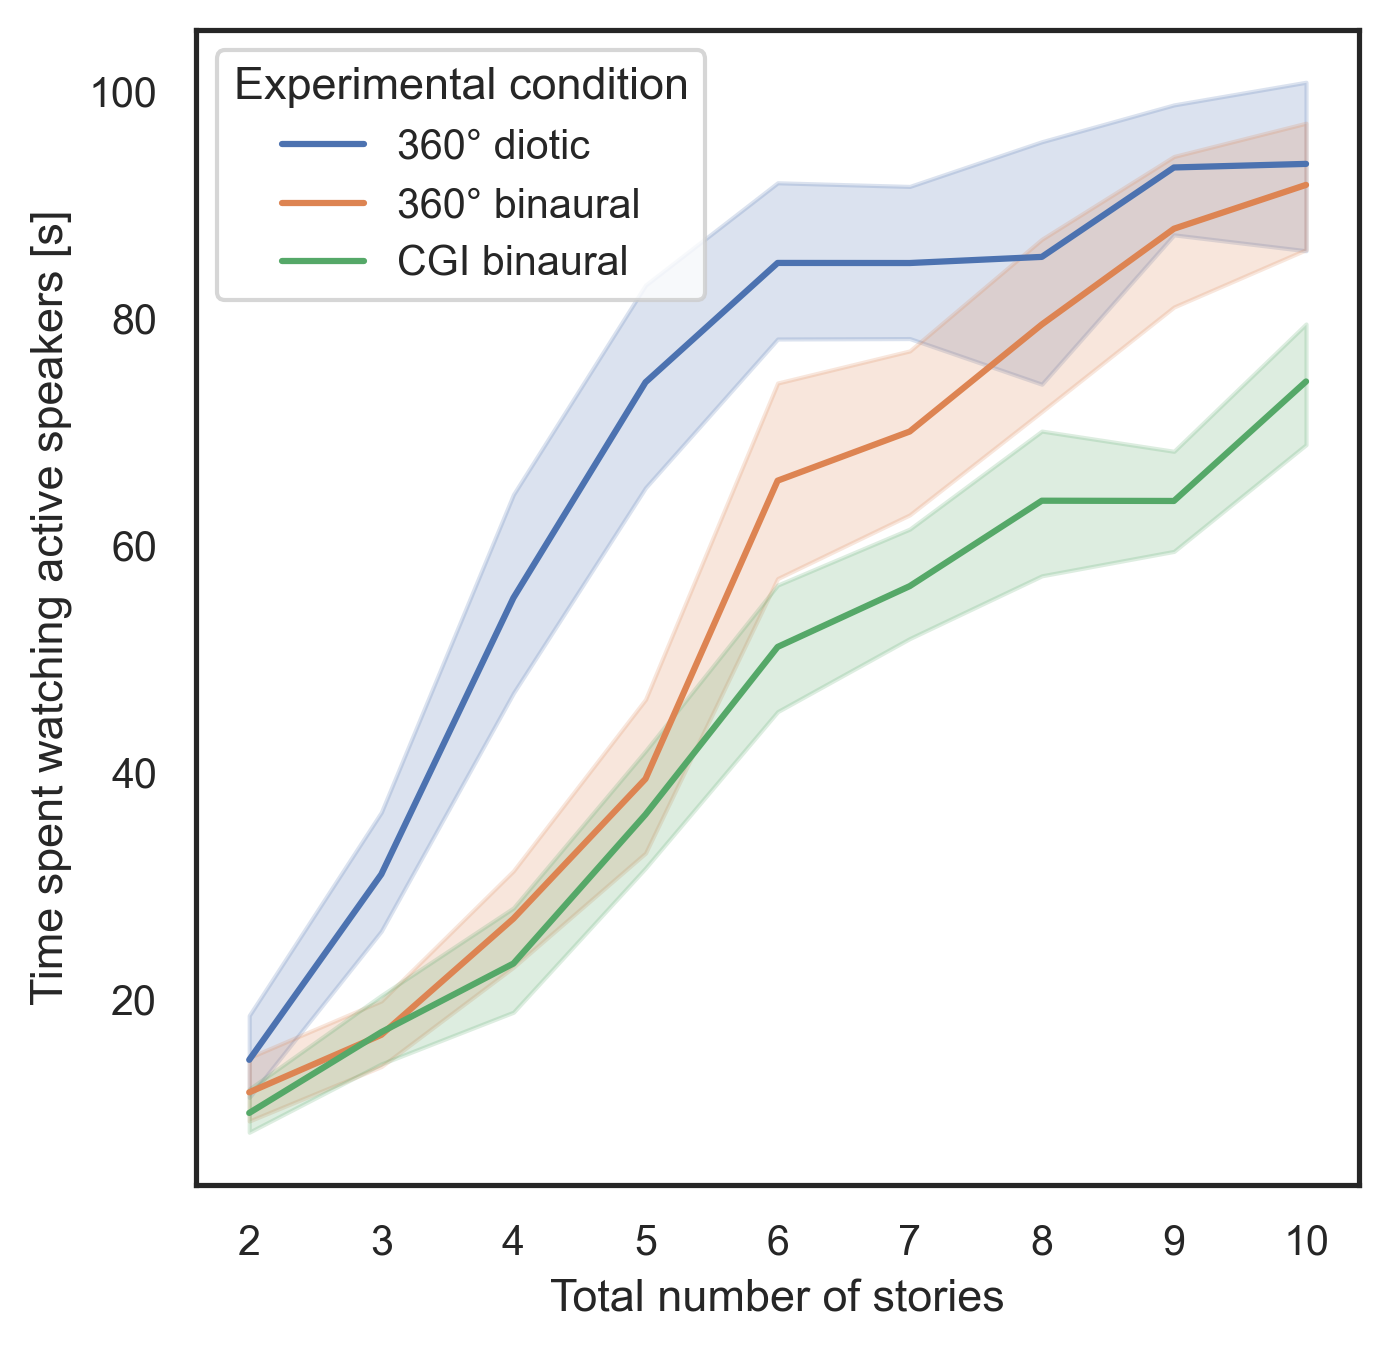 Experimental condition
360° diotic
360° binaural
CGI binaural
Time spent watching active speakers [s]
100
80
60
40
20
2 3 4 5 6 7 8 9 10
Total number of stories